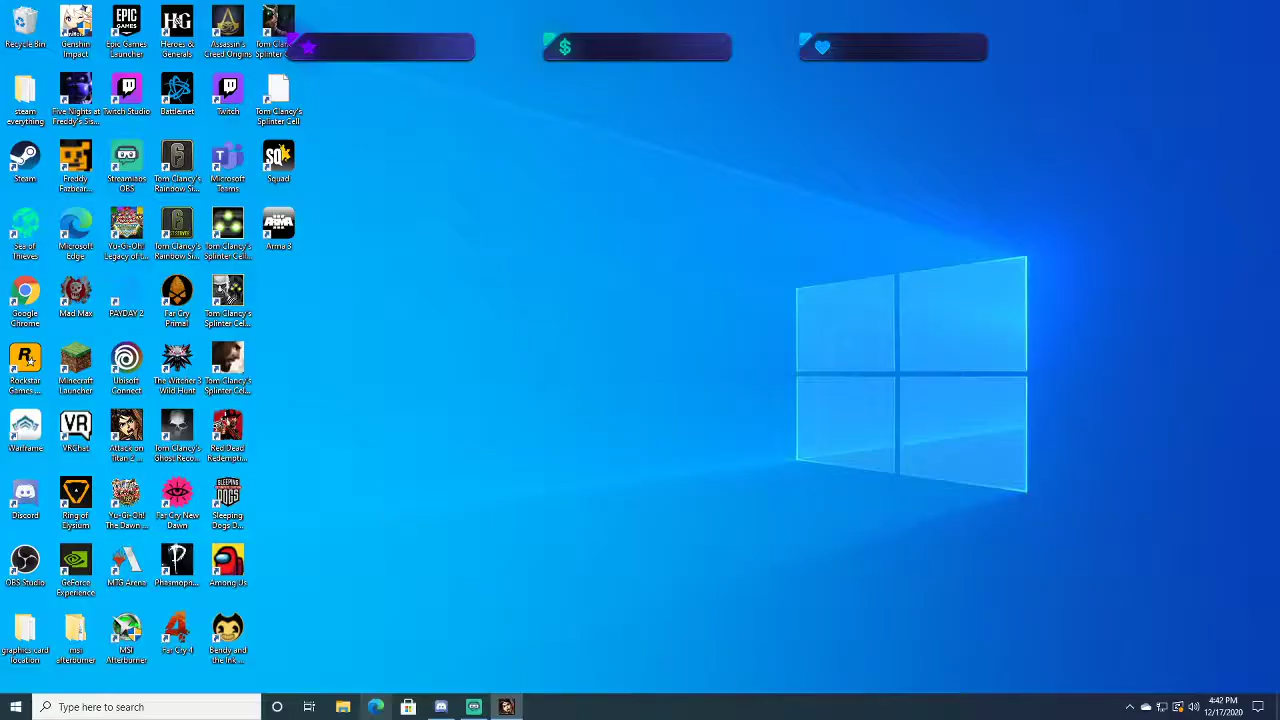 Recycle Bin
Genshin
Impact
Epic Games
Launcher
Heroes &
Generals
Assassin's
Creed Origins
Tom Clan
Splinter
steam
everything
Five Nights at
Freddy's Sis...
Twitch Studio
Battle.net
Twitch
Tom Clancy's
Splinter Cell
Steam
Freddy
Fazbear...
Streamlabs
OBS
Tom Clancy's
Rainbow Si...
Microsoft
Teams
Squad
Sea of
Thieves
Microsoft
Edge
Yu-Gi-Oh!
Legacy of t...
Tom Clancy's
Rainbow Si...
Tom Clancy's
Splinter Cell...
Arma 3
Google
Chrome
Mad Max
PAYDAY 2
Far Cry
Primal
Tom Clancy's
Splinter Cel...
Rockstar
Games ...
Minecraft
Launcher
Ubisoft
Connect
The Witcher 3
Wild Hunt
Tom Clancy's
Splinter Cel...
Warframe
VRChat
Attack on
Titan 2 ...
Tom Clancy's
Ghost Reco...
Red Dead
Redempti...
Discord
Ring of
Elysium
Yu-Gi-Oh!
The Dawn ...
Far Cry New
Dawn
Sleeping
Dogs D...
OBS Studio
GeForce
Experience
MTG Arena
Phasmoph...
Among Us
graphics card
location
msi
afterburner
MSI
Afterburner
Far Cry 4
Bendy and
the Ink ...
Type here to search
4:42 PM
12/17/2020